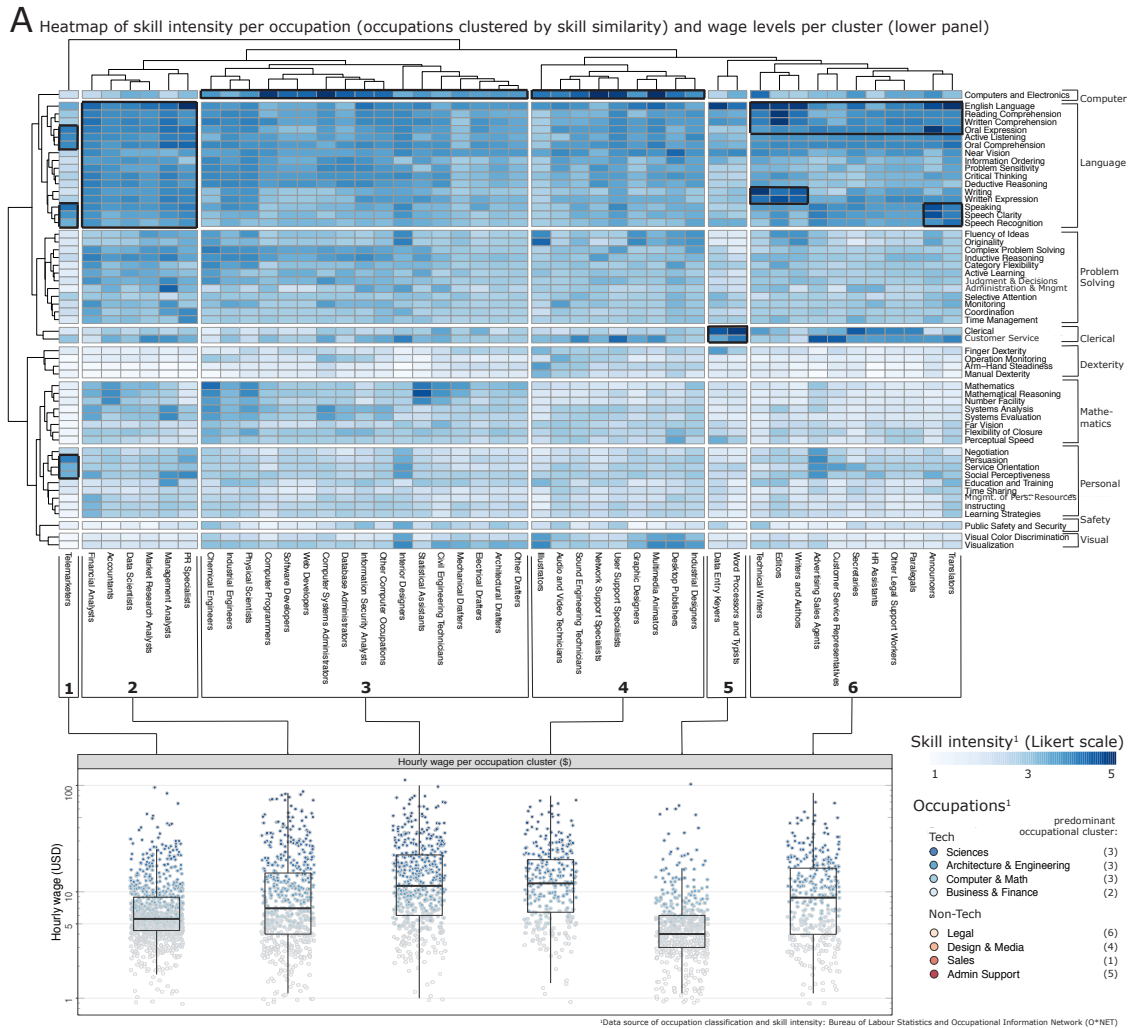 A Heatmap of skill intensity per occupation (occupations clustered by skill similarity) and wage levels per cluster (lower panel)
Computers and Electronics
Computer
English Language
Reading Comprehension
Written Comprehension
Oral Expression
Active Listening
Oral Comprehension
Near Vision
Information Ordering
Problem Sensitivity
Critical Thinking
Deductive Reasoning
Writing
Written Expression
Speaking
Speech Clarity
Speech Recognition
Language
Fluency of Ideas
Originality
Complex Problem Solving
Inductive Reasoning
Category Flexibility
Active Learning
Judgment & Decisions
Administration & Mngmt
Selective Attention
Monitoring
Coordination
Time Management
Problem
Solving
Clerical
Customer Service
Clerical
Finger Dexterity
Operation Monitoring
Arm−Hand Steadiness
Manual Dexterity
Dexterity
Mathematics
Mathematical Reasoning
Number Facility
Systems Analysis
Systems Evaluation
Far Vision
Flexibility of Closure
Perceptual Speed
Mathe-
matics
Negotiation
Persuasion
Service Orientation
Social Perceptiveness
Education and Training
Time Sharing
Mngmt. of Pers. Resources
Instructing
Learning Strategies
Personal
Public Safety and Security
Safety
Visual Color Discrimination
Visualization
Visual
Telemarketers
Financial Analysts
Accountants
Data Scientists
Market Research Analysts
Management Analysts
PR Specialists
Chemical Engineers
Industrial Engineers
Physical Scientists
Computer Programmers
Software Developers
Web Developers
Computer Systems Administrators
Database Administrators
Information Security Analysts
Other Computer Occupations
Interior Designers
Statistical Assistants
Civil Engineering Technicians
Mechanical Drafters
Electrical Drafters
Architectural Drafters
Other Drafters
Illustrators
Audio and Video Technicians
Sound Engineering Technicians
Network Support Specialists
User Support Specialists
Graphic Designers
Multimedia Animators
Desktop Publishers
Industrial Designers
Data Entry Keyers
Word Processors and Typists
Technical Writers
Editors
Writers and Authors
Advertising Sales Agents
Customer Service Representatives
Secretaries
HR Assistants
Other Legal Support Workers
Paralegals
Announcers
Translators
1 2 3 4 5 6
Hourly wage per occupation cluster ($)
Hourly wage (USD)
100
10
5
1
Skill intensity¹ (Likert scale)
1 3 5
Occupations¹
predominant
occupational cluster:
Tech
Sciences (3)
Architecture & Engineering (3)
Computer & Math (3)
Business & Finance (2)
Non-Tech
Legal (6)
Design & Media (4)
Sales (1)
Admin Support (5)
¹Data source of occupation classification and skill intensity: Bureau of Labour Statistics and Occupational Information Network (O*NET)